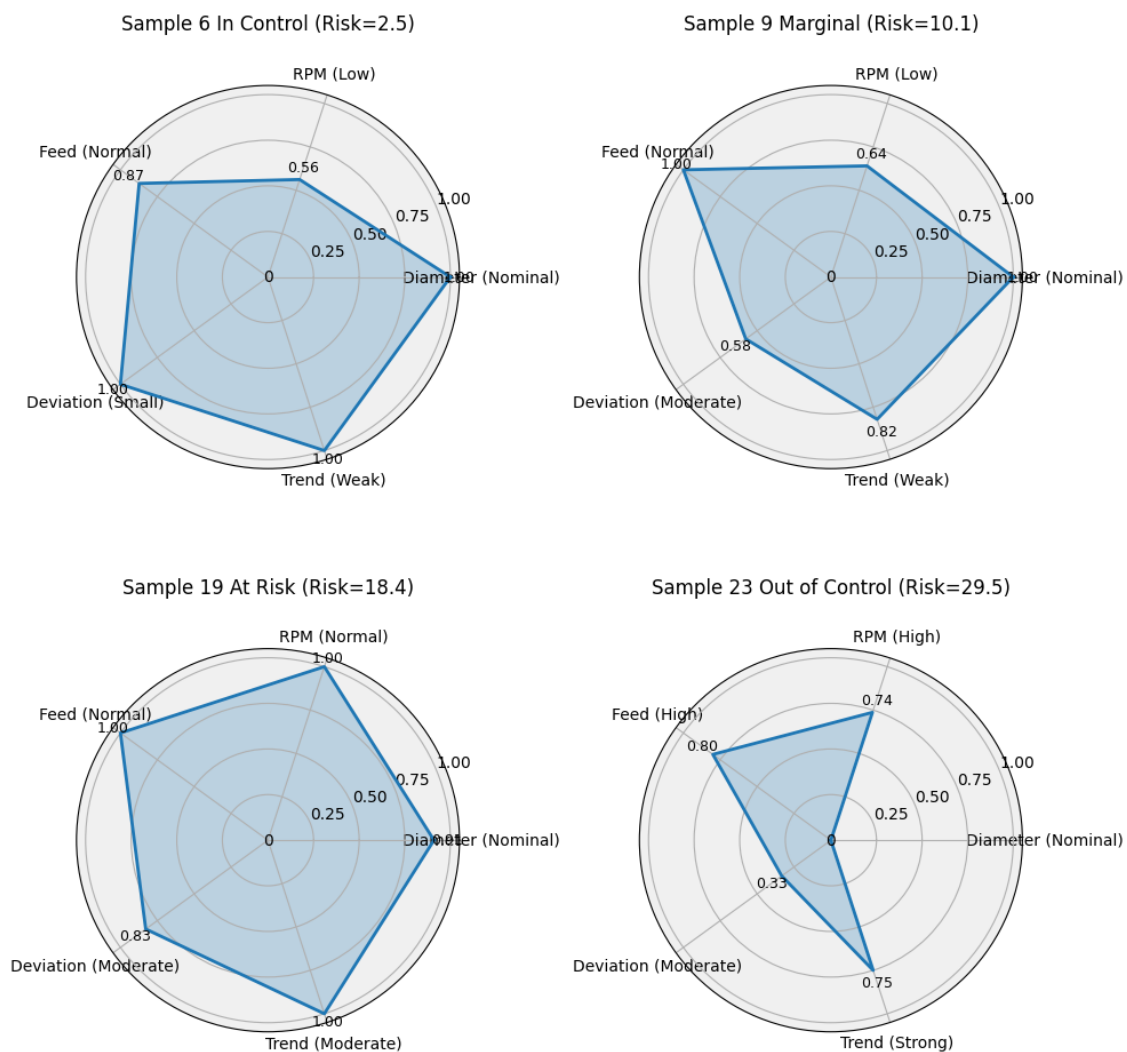 Sample 6 In Control (Risk=2.5)
RPM (Low)
Feed (Normal)
0.87
0.56
1.00
0.75
0.50
0.25
0
Diameter (Nominal)
1.00
1.00
Deviation (Small)
1.00
Trend (Weak)
Sample 9 Marginal (Risk=10.1)
RPM (Low)
Feed (Normal)
1.00
0.64
1.00
0.75
0.50
0.25
0
Diameter (Nominal)
1.00
0.58
Deviation (Moderate)
0.82
Trend (Weak)
Sample 19 At Risk (Risk=18.4)
RPM (Normal)
1.00
Feed (Normal)
1.00
1.00
0.75
0.50
0.25
0
Diameter (Nominal)
0.83
Deviation (Moderate)
1.00
Trend (Moderate)
Sample 23 Out of Control (Risk=29.5)
RPM (High)
Feed (High)
0.74
0.80
1.00
0.75
0.50
0.25
0
Diameter (Nominal)
0.33
Deviation (Moderate)
0.75
Trend (Strong)